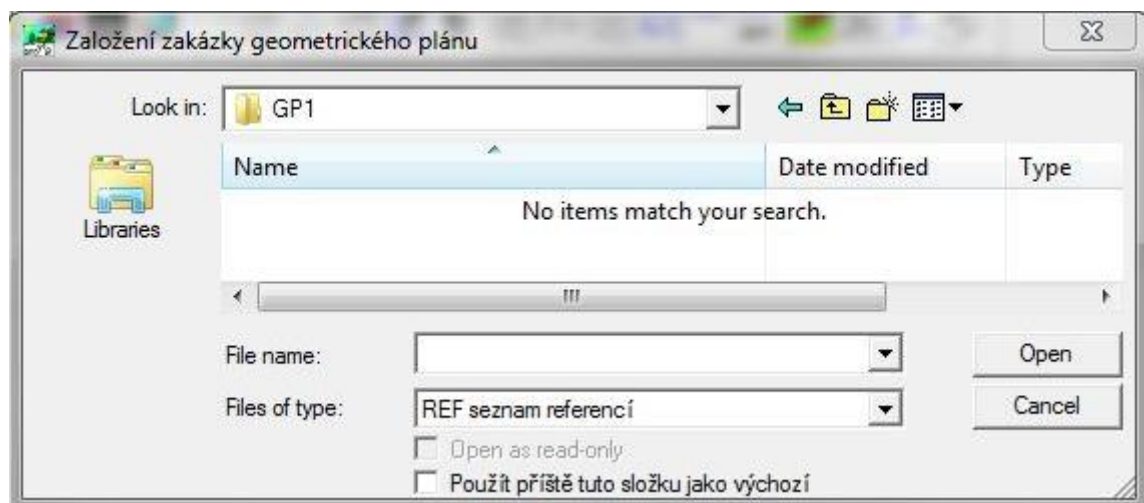 Založení zakázky geometrického plánu
Look in: GP1
Name Date modified Type
No items match your search.
Libraries
File name: Open
Files of type: REF seznam referencí Cancel
Open as read-only
Použít příště tuto složku jako výchozí